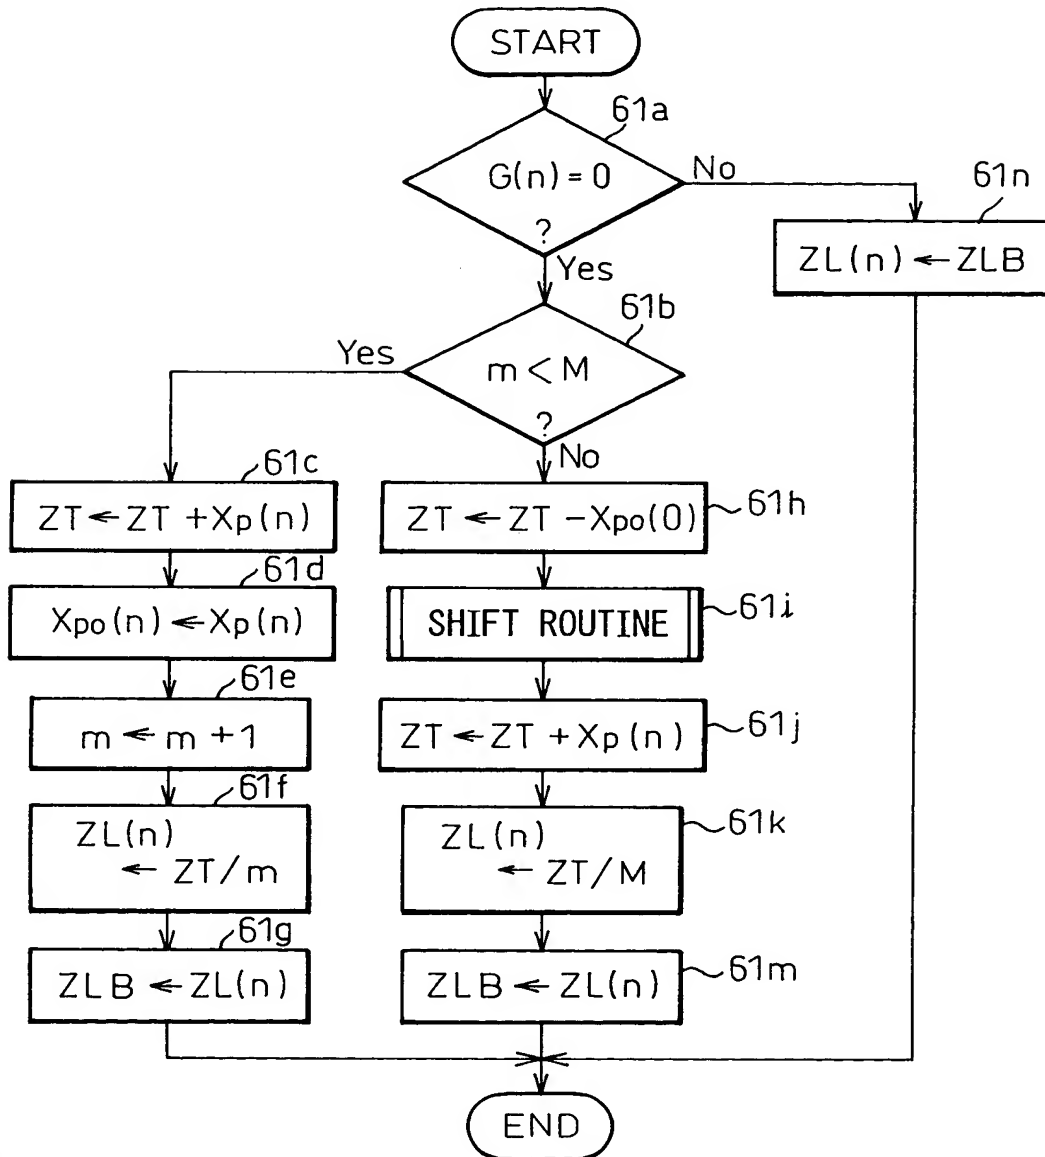 START
61a
G(n) = 0
?
No
Yes
61n
ZL(n) ← ZLB
61b
m < M
?
Yes
No
61c
ZT ← ZT + Xp(n)
61d
Xpo(n) ← Xp(n)
61e
m ← m + 1
61f
ZL(n)
← ZT/m
61g
ZLB ← ZL(n)
61h
ZT ← ZT - Xpo(0)
61i
SHIFT ROUTINE
61j
ZT ← ZT + Xp(n)
61k
ZL(n)
← ZT/M
61m
ZLB ← ZL(n)
END